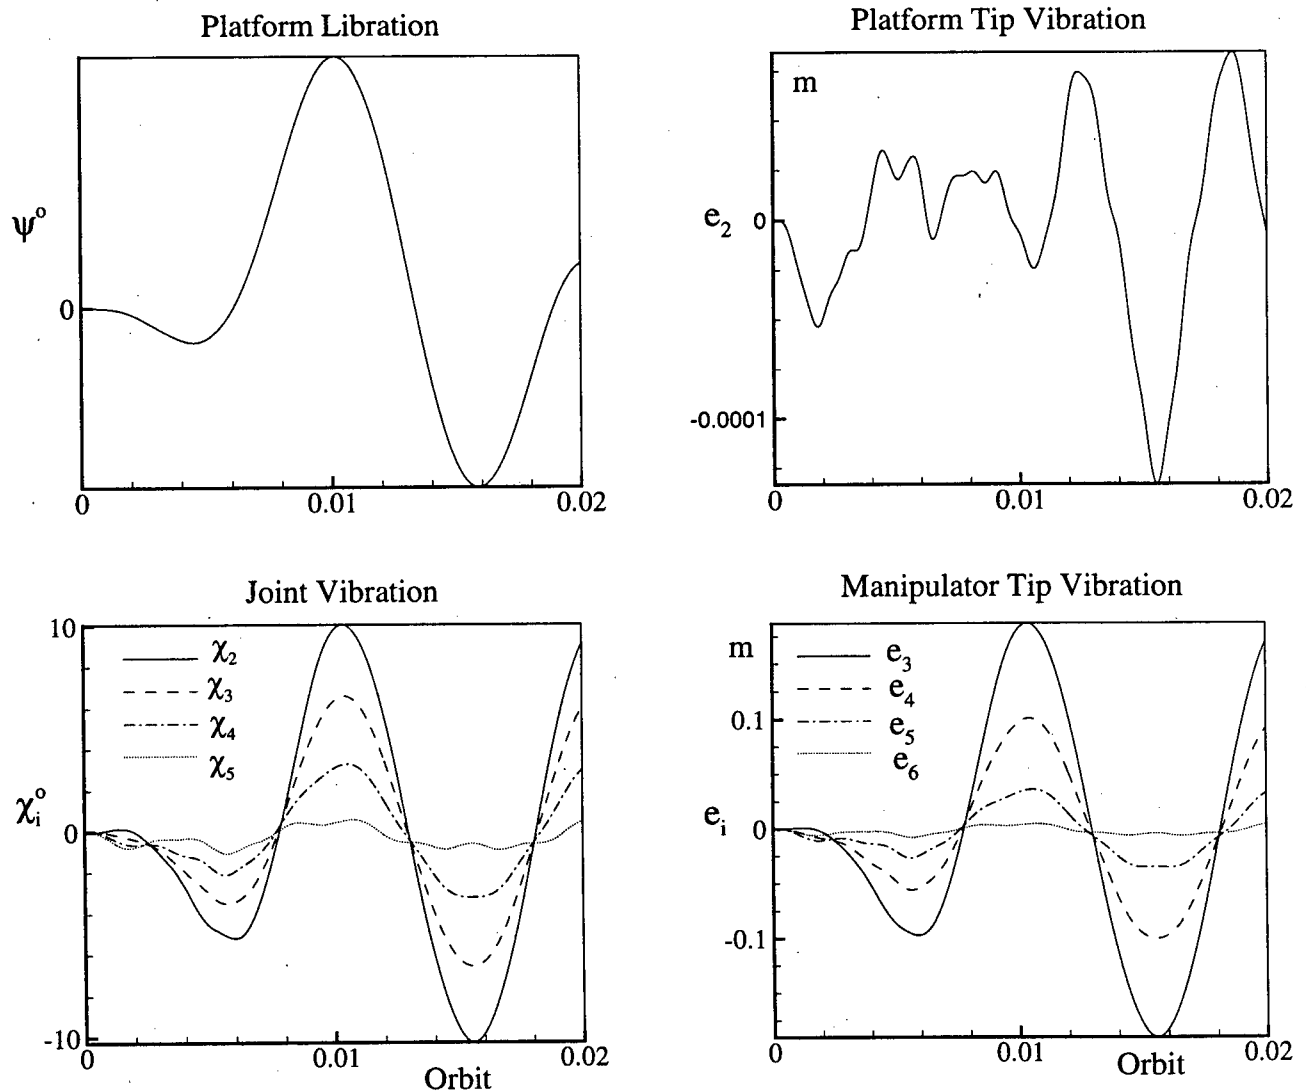 Platform Libration
ψ°
0
0
0.01
0.02
Platform Tip Vibration
m
e₂
0
-0.0001
0
0.01
0.02
Joint Vibration
10
χ₂
χ₃
χ₄
χ₅
χᵢ°
0
-10
0
0.01
0.02
Orbit
Manipulator Tip Vibration
m
e₃
e₄
0.1
e₅
e₆
eᵢ
0
-0.1
0
0.01
0.02
Orbit